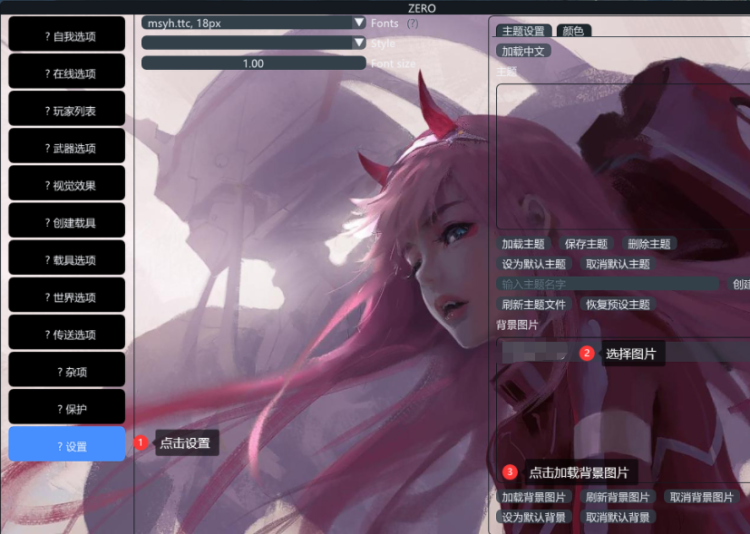 ZERO
? 自我选项
? 在线选项
? 玩家列表
? 武器选项
? 视觉效果
? 创建载具
? 载具选项
? 世界选项
? 传送选项
? 杂项
? 保护
? 设置
1 点击设置
msyh.ttc, 18px Fonts (?)
Style
1.00 Font size
主题设置 颜色
加载中文
主题
加载主题 保存主题 删除主题
设为默认主题 取消默认主题
输入主题名字 创建
刷新主题文件 恢复预设主题
背景图片
2 选择图片
3 点击加载背景图片
加载背景图片 刷新背景图片 取消背景图片
设为默认背景 取消默认背景